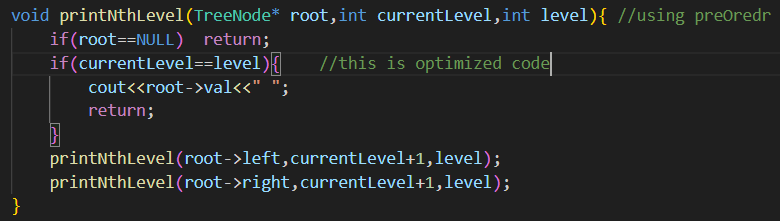 void printNthLevel(TreeNode* root,int currentLevel,int level){ //using preOredr
    if(root==NULL)  return;
    if(currentLevel==level){    //this is optimized code
        cout<<root->val<<" ";
        return;
    }
    printNthLevel(root->left,currentLevel+1,level);
    printNthLevel(root->right,currentLevel+1,level);
}